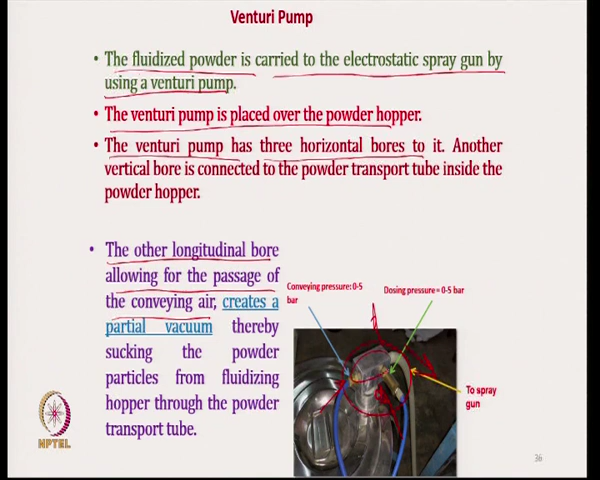 Venturi Pump
• The fluidized powder is carried to the electrostatic spray gun by
using a venturi pump.
• The venturi pump is placed over the powder hopper.
• The venturi pump has three horizontal bores to it. Another
vertical bore is connected to the powder transport tube inside the
powder hopper.
• The other longitudinal bore
allowing for the passage of
the conveying air, creates a
partial vacuum thereby
sucking the powder
particles from fluidizing
hopper through the powder
transport tube.
Conveying pressure: 0-5
bar
Dosing pressure = 0-5 bar
To spray
gun
NPTEL
36